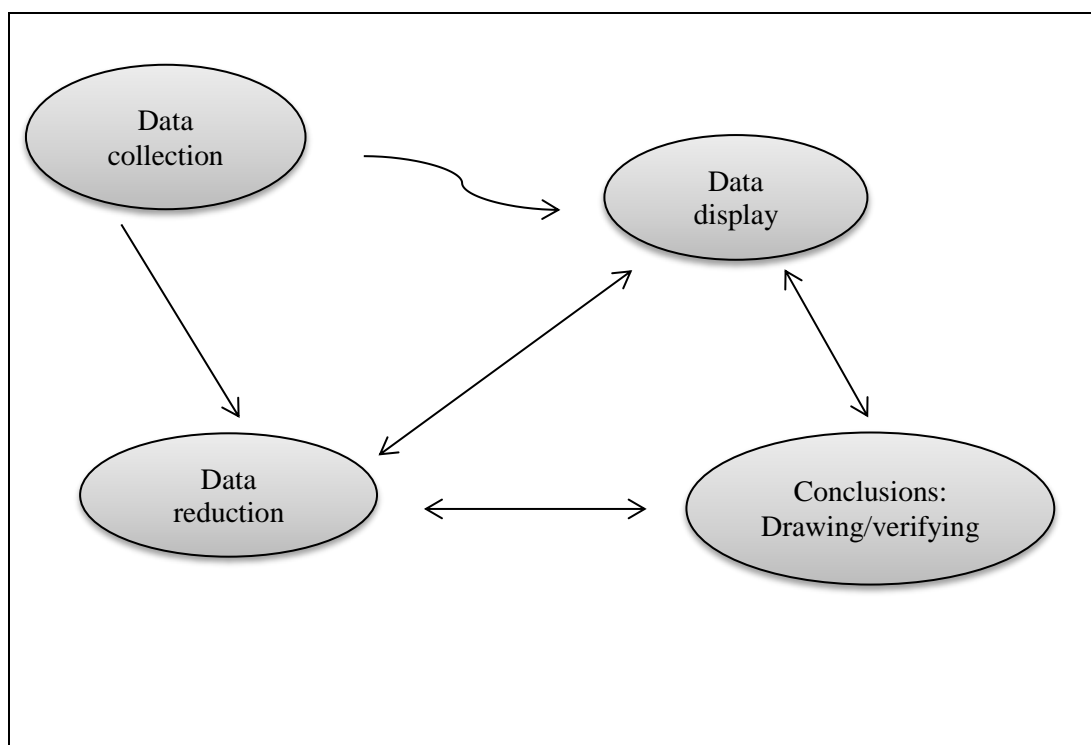 Data
collection
Data
display
Data
reduction
Conclusions:
Drawing/verifying